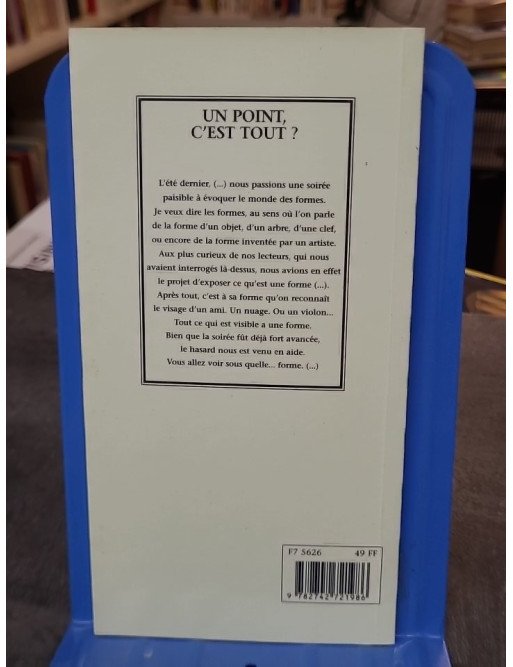 UN POINT,
C'EST TOUT ?
L'été dernier, (...) nous passions une soirée
paisible à évoquer le monde des formes.
Je veux dire les formes, au sens où l'on parle
de la forme d'un objet, d'un arbre, d'une clef,
ou encore de la forme inventée par un artiste.
Aux plus curieux de nos lecteurs, qui nous
avaient interrogés là-dessus, nous avions en effet
le projet d'exposer ce qu'est une forme (...).
Après tout, c'est à sa forme qu'on reconnaît
le visage d'un ami. Un nuage. Ou un violon...
Tout ce qui est visible a une forme.
Bien que la soirée fût déjà fort avancée,
le hasard nous est venu en aide.
Vous allez voir sous quelle... forme. (...)
F7 5626 49 FF
9 782742 721986